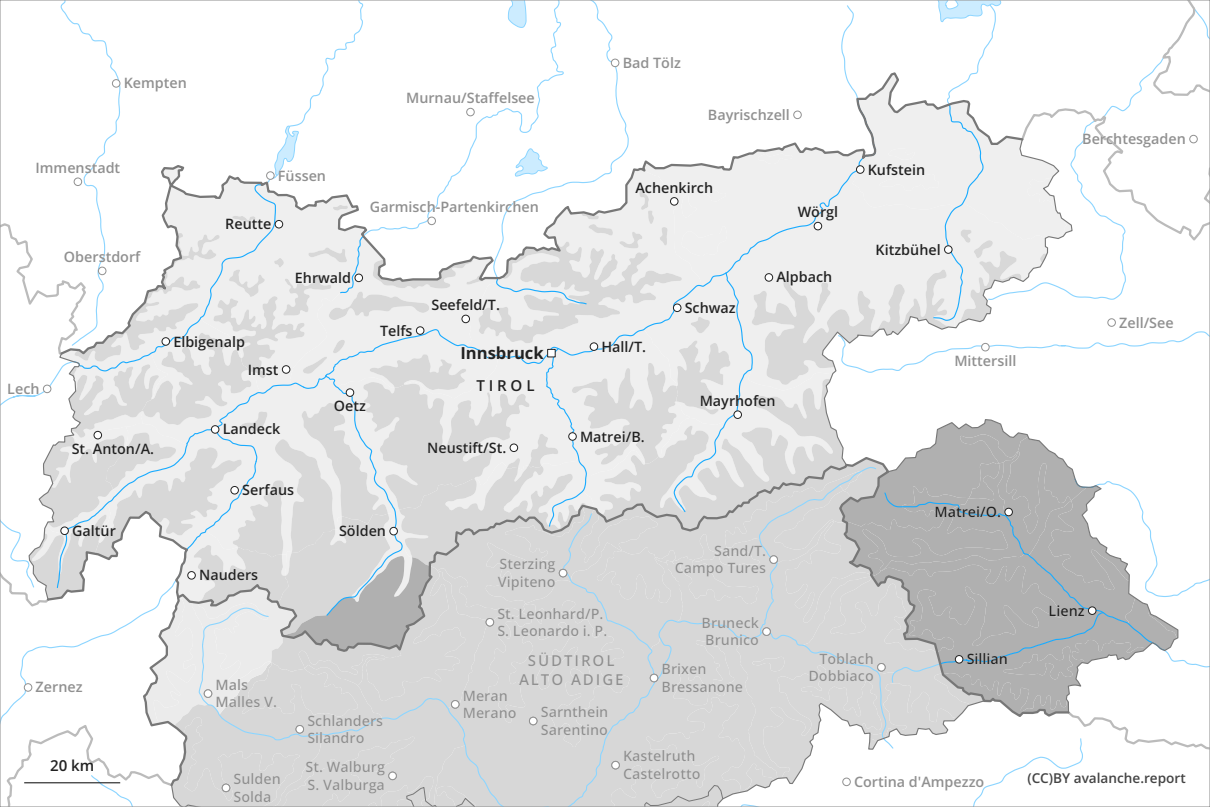 Kempten
Bad Tölz
Murnau/Staffelsee
Bayrischzell
Berchtesgaden
Immenstadt
Füssen
Kufstein
Achenkirch
Garmisch-Partenkirchen
Wörgl
Reutte
Kitzbühel
Oberstdorf
Ehrwald
Alpbach
Seefeld/T.
Schwaz
Telfs
Zell/See
Elbigenalp
Innsbruck
Hall/T.
Mittersill
Imst
TIROL
Lech
Oetz
Mayrhofen
Landeck
Matrei/B.
St. Anton/A.
Neustift/St.
Serfaus
Matrei/O.
Galtür
Sölden
Sand/T.
Campo Tures
Sterzing
Vipiteno
Nauders
Lienz
St. Leonhard/P.
S. Leonardo i. P.
Bruneck
Brunico
SÜDTIROL
ALTO ADIGE
Toblach
Dobbiaco
Sillian
Brixen
Bressanone
Zernez
Mals
Malles V.
Meran
Merano
Sarnthein
Sarentino
Schlanders
Silandro
Kastelruth
Castelrotto
St. Walburg
S. Valburga
20 km
Sulden
Solda
Cortina d'Ampezzo
(CC)BY avalanche.report